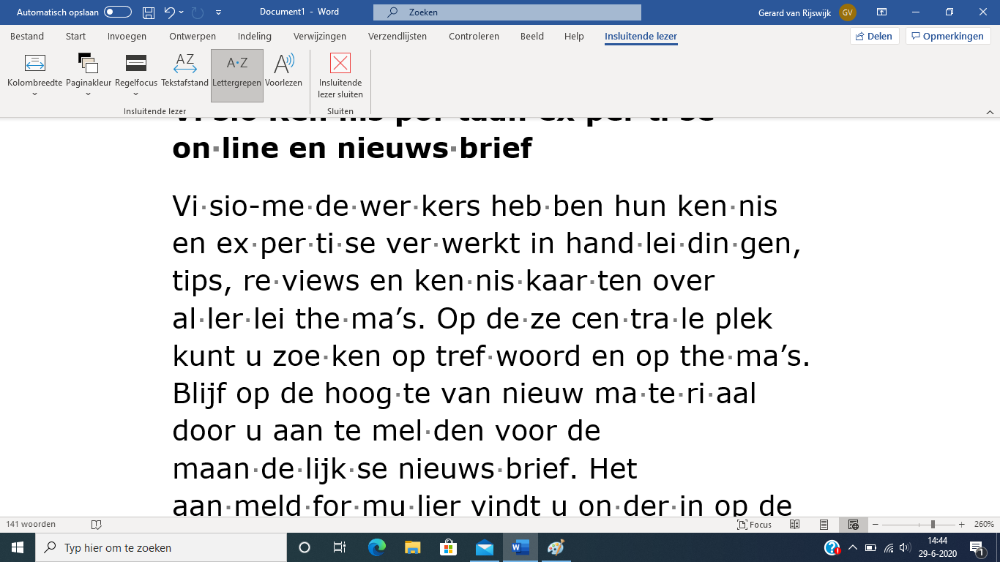 Automatisch opslaan
Document1 - Word
Zoeken
Gerard van Rijswijk
GV
Bestand Start Invoegen Ontwerpen Indeling Verwijzingen Verzendlijsten Controleren Beeld Help Insluitende lezer
Delen Opmerkingen
AZ A·Z A
Kolombreedte Paginakleur Regelfocus Tekstafstand Lettergrepen Voorlezen Insluitende
lezer sluiten
Insluitende lezer Sluiten
on·line en nieuws·brief
Vi·sio-me·de·wer·kers heb·ben hun ken·nis
en ex·per·ti·se ver·werkt in hand·lei·din·gen,
tips, re·views en ken·nis·kaar·ten over
al·ler·lei the·ma’s. Op de·ze cen·tra·le plek
kunt u zoe·ken op tref·woord en op the·ma’s.
Blijf op de hoog·te van nieuw ma·te·ri·aal
door u aan te mel·den voor de
maan·de·lijk·se nieuws·brief. Het
aan·meld·for·mu·lier vindt u on·der·in op de
141 woorden
Focus
260%
Typ hier om te zoeken
14:44
29-6-2020
1